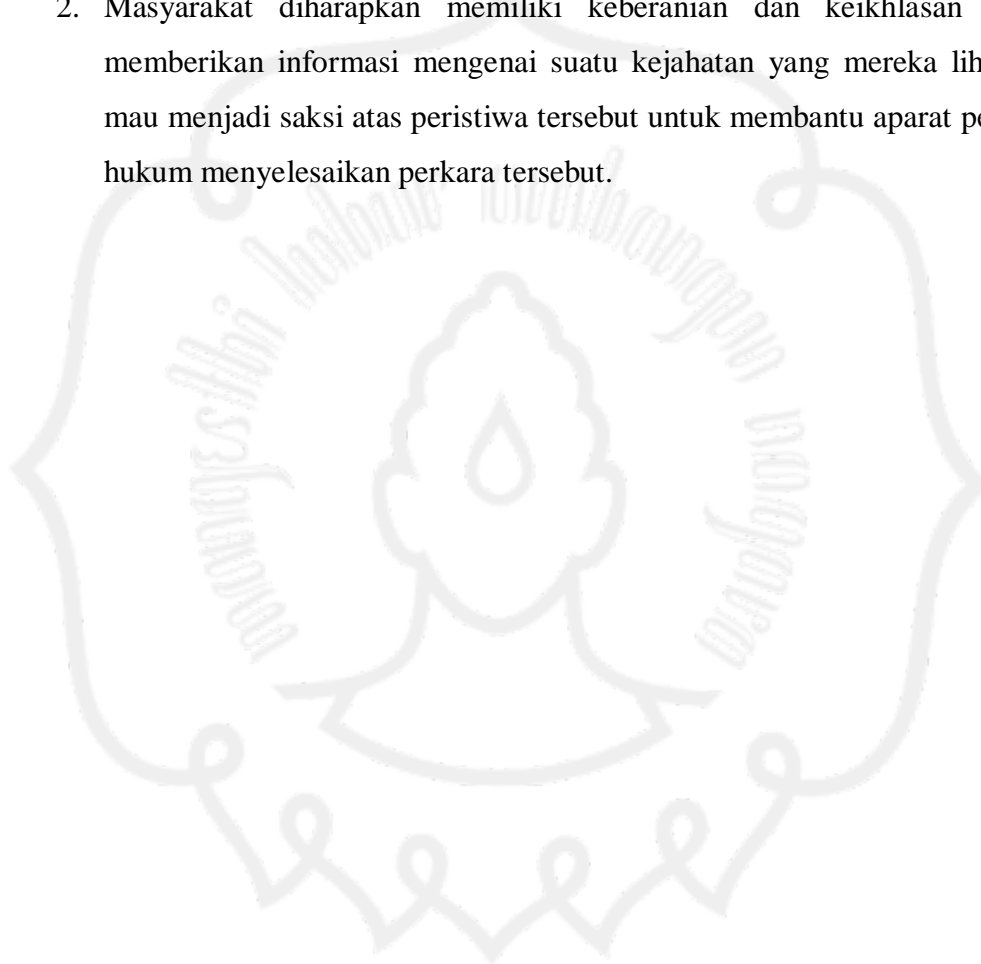 2. Masyarakat diharapkan memiliki keberanian dan keikhlasan
memberikan informasi mengenai suatu kejahatan yang mereka
mau menjadi saksi atas peristiwa tersebut untuk membantu aparat
hukum menyelesaikan perkara tersebut.